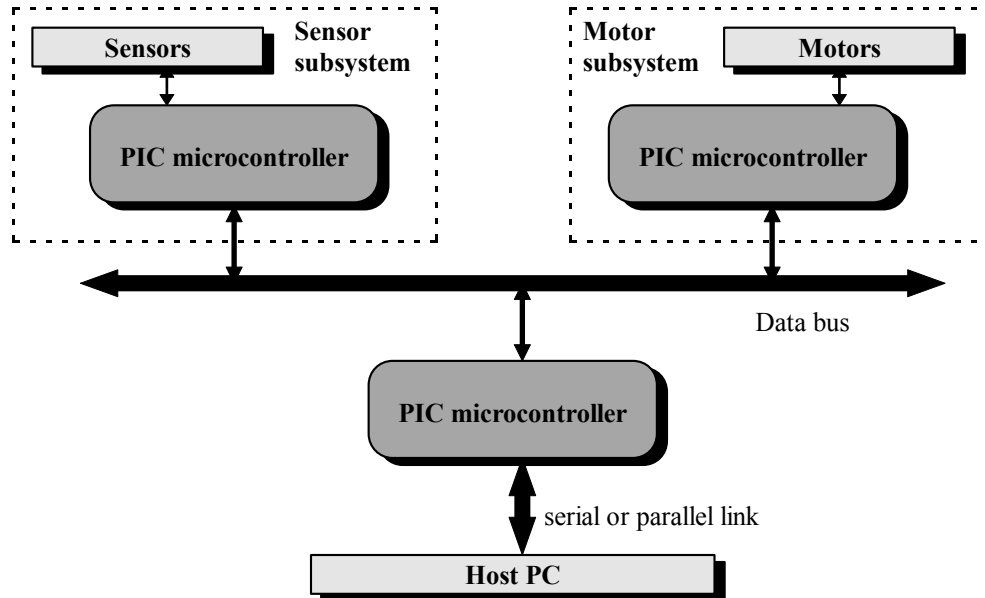 Sensors
Sensor
subsystem
PIC microcontroller
Motor
subsystem
Motors
PIC microcontroller
Data bus
PIC microcontroller
serial or parallel link
Host PC